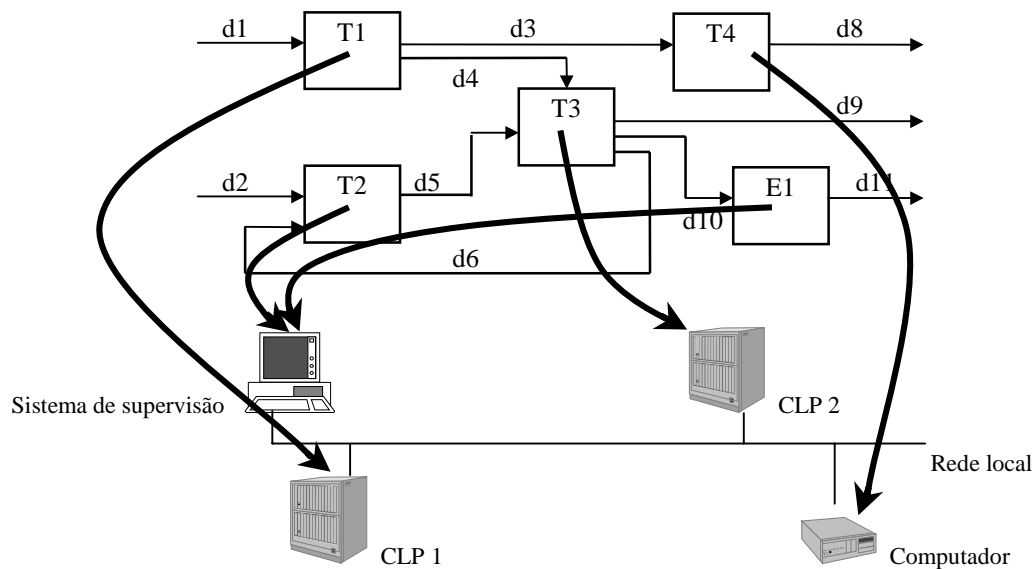 d1
T1
d3
T4
d8
d4
T3
d9
d2
T2
d5
E1
d11
d10
d6
Sistema de supervisão
CLP 2
Rede local
CLP 1
Computador